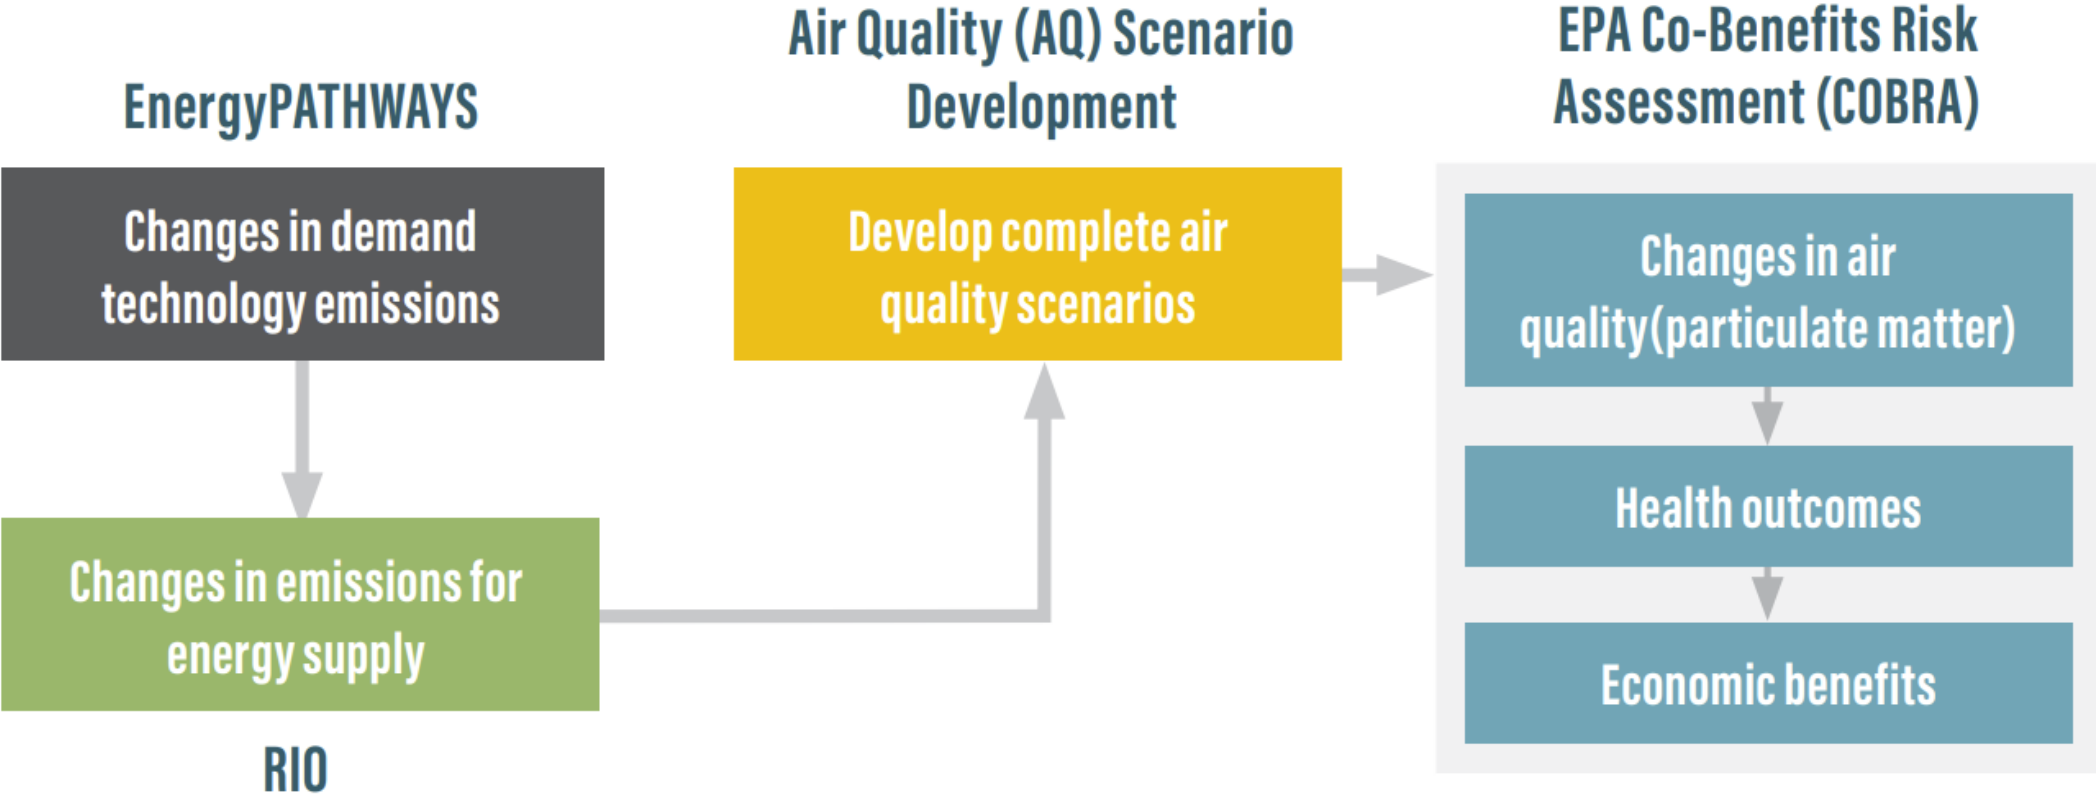 EnergyPATHWAYS
Changes in demand
technology emissions
Changes in emissions for
energy supply
RIO
Air Quality (AQ) Scenario
Development
Develop complete air
quality scenarios
EPA Co-Benefits Risk
Assessment (COBRA)
Changes in air
quality(particulate matter)
Health outcomes
Economic benefits